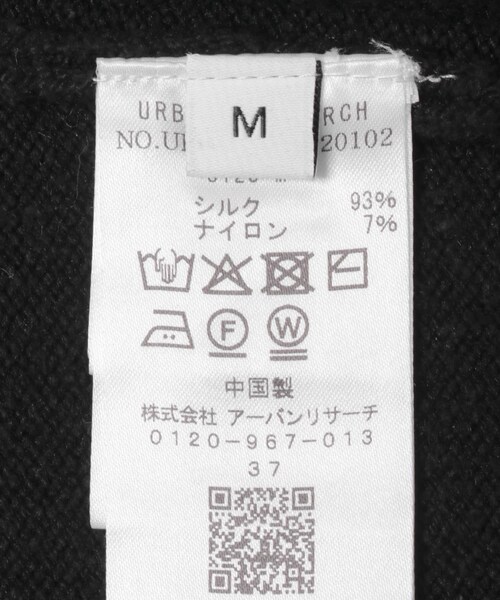 URB RCH
M
NO.U 20102
シルク 93%
ナイロン 7%
F W
中国製
株式会社 アーバンリサーチ
0120-967-013
37